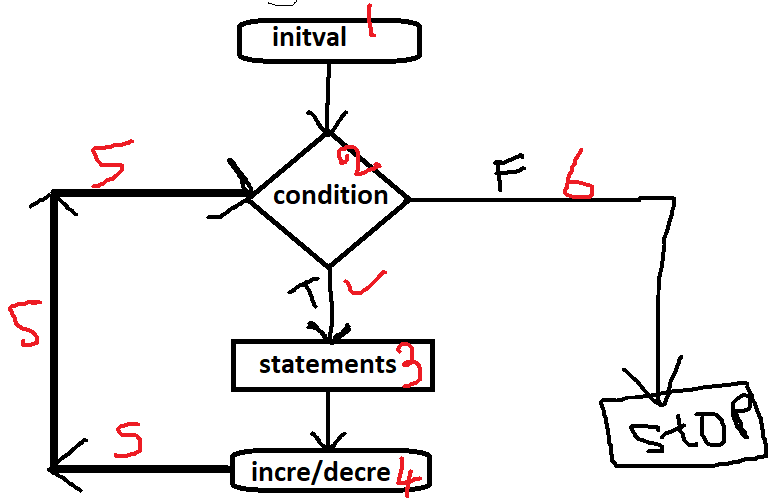 initval 1
2
condition
F 6
5
T
5
statements 3
5
incre/decre 4
STOP